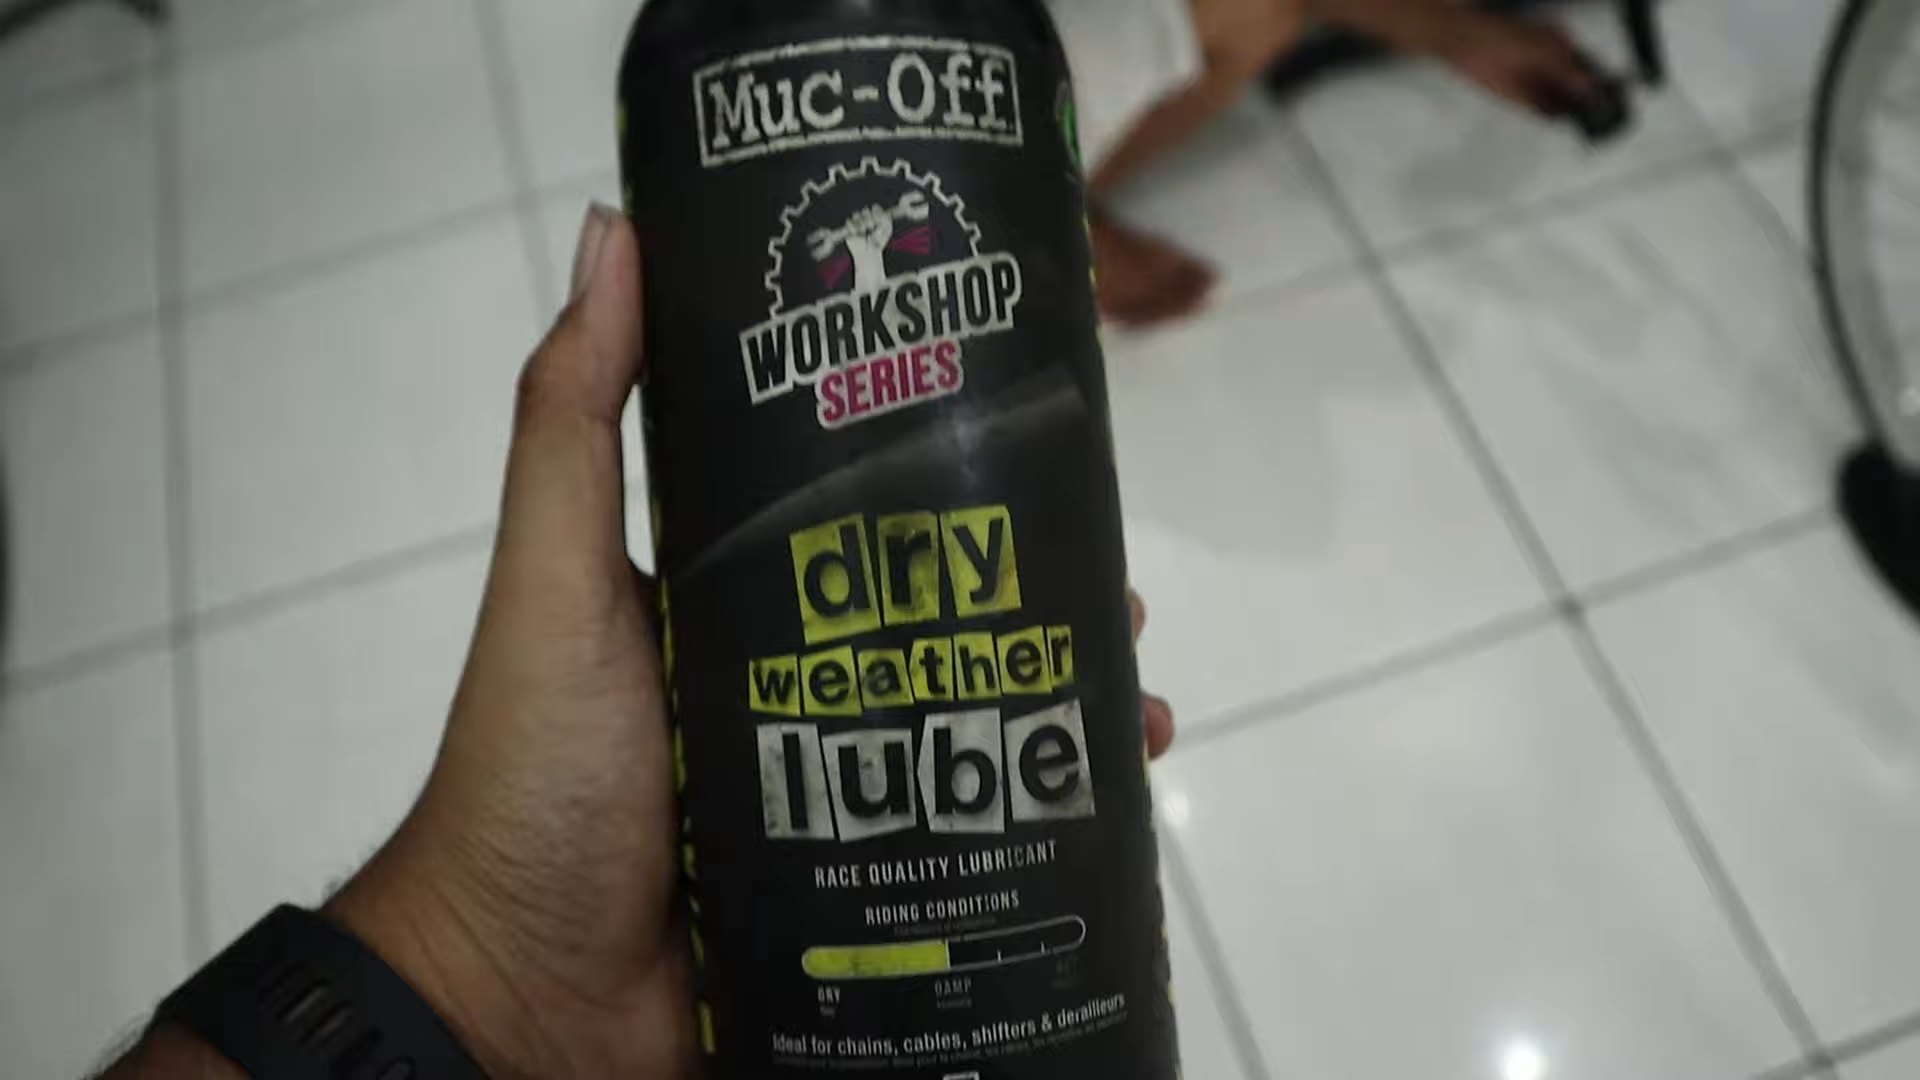 Muc-Off
WORKSHOP
SERIES
dry
weather
lube
RACE QUALITY LUBRICANT
RIDING CONDITIONS
DRY
DAMP
Ideal for chains, cables, shifters & derailleurs